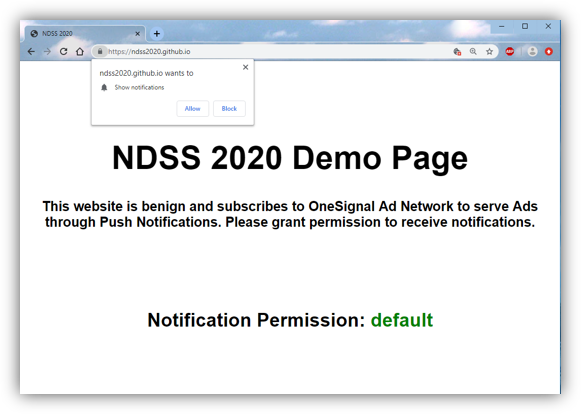 NDSS 2020
https://ndss2020.github.io
ndss2020.github.io wants to
Show notifications
Allow Block
NDSS 2020 Demo Page
This website is benign and subscribes to OneSignal Ad Network to serve Ads
through Push Notifications. Please grant permission to receive notifications.
Notification Permission: default